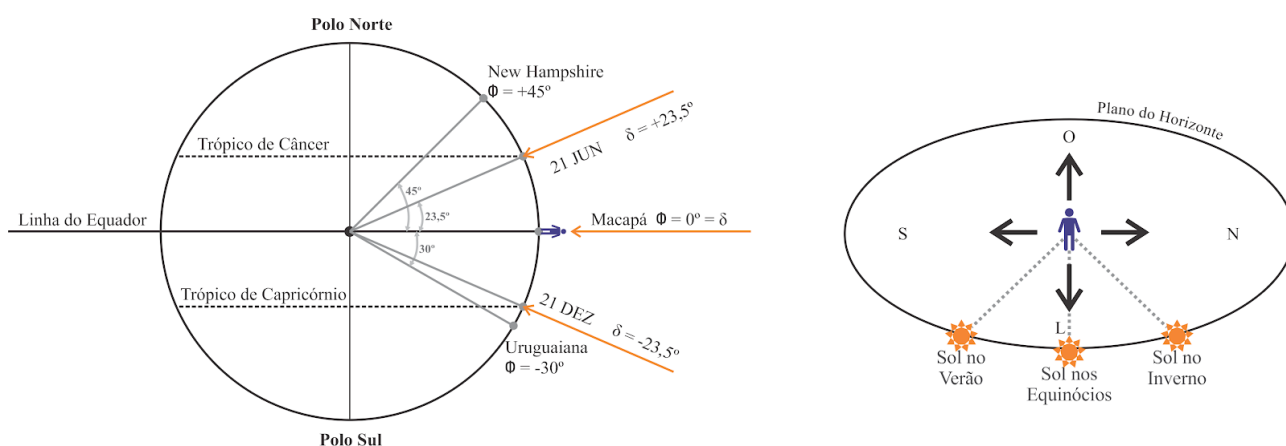 Polo Norte
New Hampshire
Φ = +45º
δ = +23,5º
21 JUN
Trópico de Câncer
45º
23,5º
Linha do Equador
Macapá Φ = 0º = δ
30º
Trópico de Capricórnio
21 DEZ
δ = -23,5º
Uruguaiana
Φ = -30º
Polo Sul
Plano do Horizonte
O
S
N
L
Sol no
Verão
Sol nos
Equinócios
Sol no
Inverno